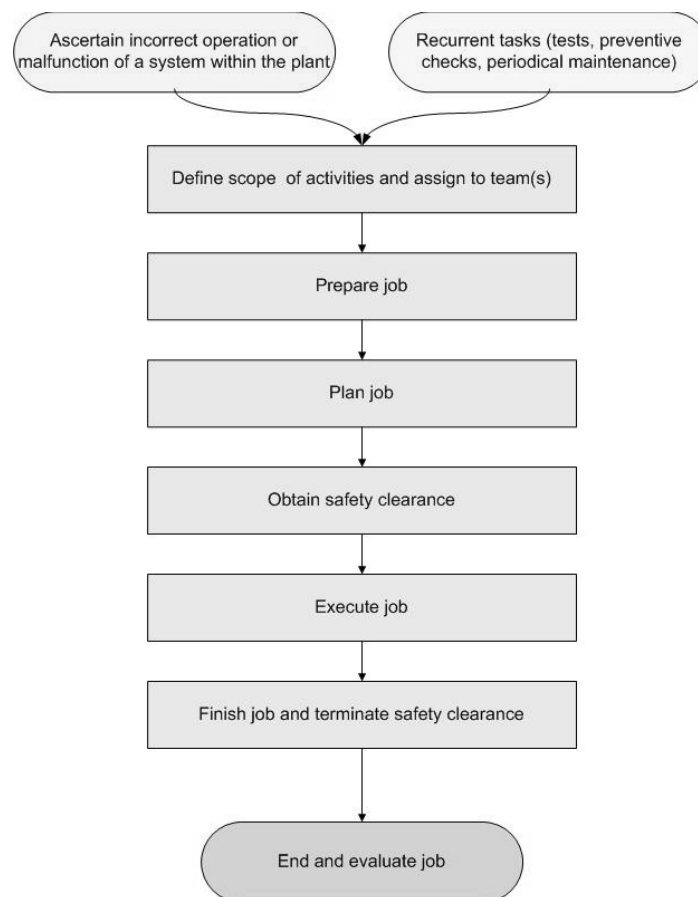 Ascertain incorrect operation or
malfunction of a system within the plant
Recurrent tasks (tests, preventive
checks, periodical maintenance)
Define scope of activities and assign to team(s)
Prepare job
Plan job
Obtain safety clearance
Execute job
Finish job and terminate safety clearance
End and evaluate job